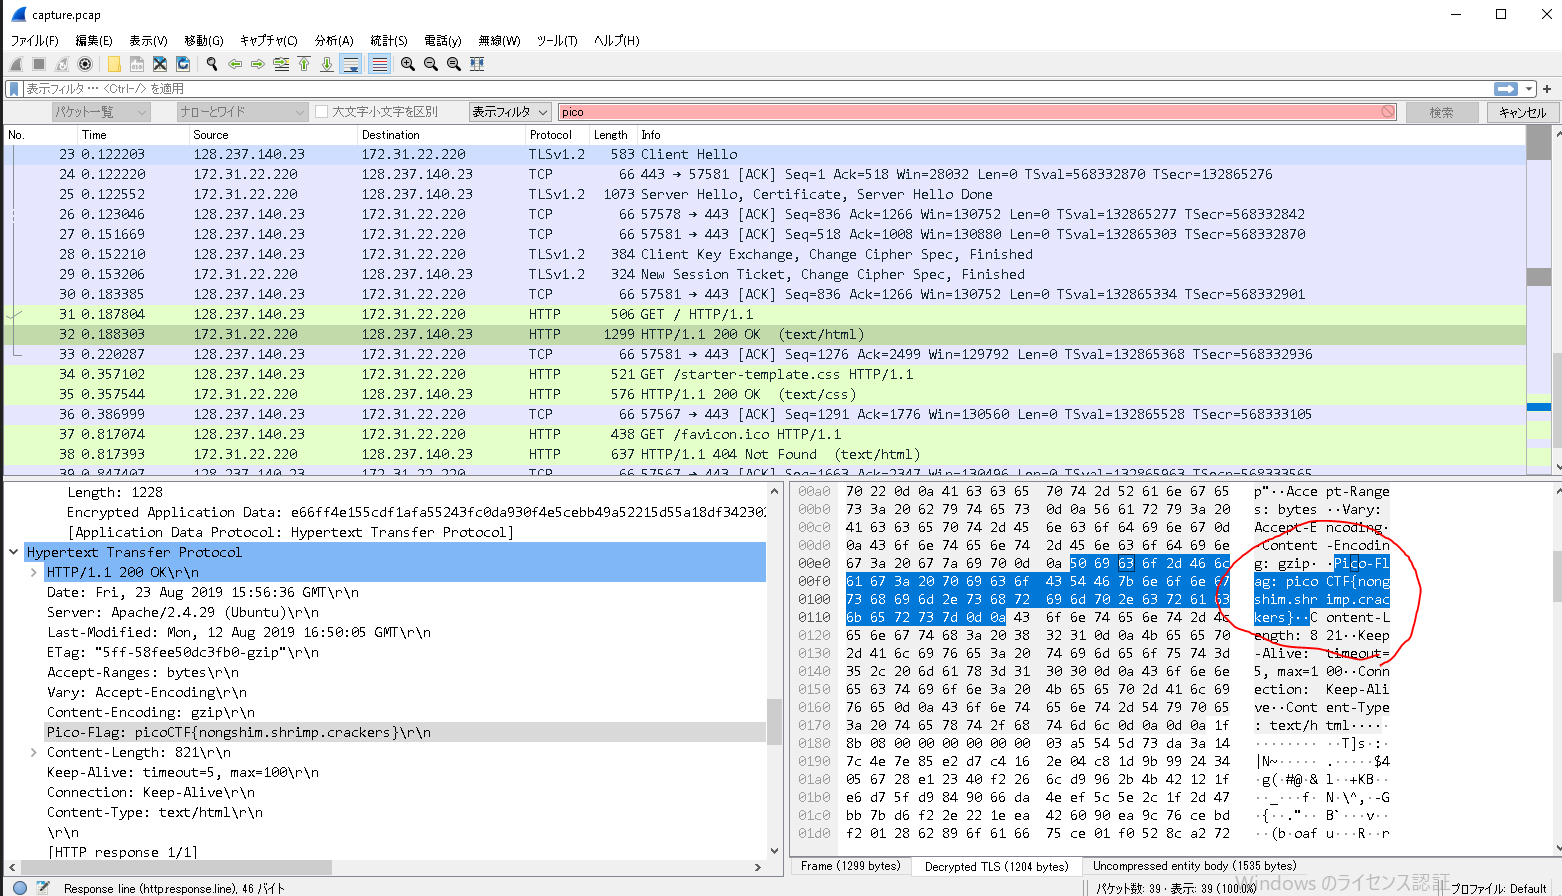 capture.pcap
ファイル(F) 編集(E) 表示(V) 移動(G) キャプチャ(C) 分析(A) 統計(S) 電話(y) 無線(W) ツール(T) ヘルプ(H)
表示フィルタ … <Ctrl-/> を適用
パケット一覧 ナローとワイド 大文字小文字を区別 表示フィルタ pico 検索 キャンセル
No. Time Source Destination Protocol Length Info
23 0.122203 128.237.140.23 172.31.22.220 TLSv1.2 583 Client Hello
24 0.122220 172.31.22.220 128.237.140.23 TCP 66 443 → 57581 [ACK] Seq=1 Ack=518 Win=28032 Len=0 TSval=568332870 TSecr=132865276
25 0.122552 172.31.22.220 128.237.140.23 TLSv1.2 1073 Server Hello, Certificate, Server Hello Done
26 0.123046 128.237.140.23 172.31.22.220 TCP 66 57578 → 443 [ACK] Seq=836 Ack=1266 Win=130752 Len=0 TSval=132865277 TSecr=568332842
27 0.151669 128.237.140.23 172.31.22.220 TCP 66 57581 → 443 [ACK] Seq=518 Ack=1008 Win=130880 Len=0 TSval=132865303 TSecr=568332870
28 0.152210 128.237.140.23 172.31.22.220 TLSv1.2 384 Client Key Exchange, Change Cipher Spec, Finished
29 0.153206 172.31.22.220 128.237.140.23 TLSv1.2 324 New Session Ticket, Change Cipher Spec, Finished
30 0.183385 128.237.140.23 172.31.22.220 TCP 66 57581 → 443 [ACK] Seq=836 Ack=1266 Win=130752 Len=0 TSval=132865334 TSecr=568332901
31 0.187804 128.237.140.23 172.31.22.220 HTTP 506 GET / HTTP/1.1
32 0.188303 172.31.22.220 128.237.140.23 HTTP 1299 HTTP/1.1 200 OK (text/html)
33 0.220287 128.237.140.23 172.31.22.220 TCP 66 57581 → 443 [ACK] Seq=1276 Ack=2499 Win=129792 Len=0 TSval=132865368 TSecr=568332936
34 0.357102 128.237.140.23 172.31.22.220 HTTP 521 GET /starter-template.css HTTP/1.1
35 0.357544 172.31.22.220 128.237.140.23 HTTP 576 HTTP/1.1 200 OK (text/css)
36 0.386999 128.237.140.23 172.31.22.220 TCP 66 57567 → 443 [ACK] Seq=1291 Ack=1776 Win=130560 Len=0 TSval=132865528 TSecr=568333105
37 0.817074 128.237.140.23 172.31.22.220 HTTP 438 GET /favicon.ico HTTP/1.1
38 0.817393 172.31.22.220 128.237.140.23 HTTP 637 HTTP/1.1 404 Not Found (text/html)
39 0.847407 128.237.140.23 172.31.22.220 TCP 66 57567 → 443 [ACK] Seq=1663 Ack=2347 Win=130496 Len=0 TSval=132865963 TSecr=568333565
Length: 1228
Encrypted Application Data: e66ff4e155cdf1afa55243fc0da930f4e5cebb49a52215d55a18df342302
[Application Data Protocol: Hypertext Transfer Protocol]
Hypertext Transfer Protocol
HTTP/1.1 200 OK\r\n
Date: Fri, 23 Aug 2019 15:56:36 GMT\r\n
Server: Apache/2.4.29 (Ubuntu)\r\n
Last-Modified: Mon, 12 Aug 2019 16:50:05 GMT\r\n
ETag: "5ff-58fee50dc3fb0-gzip"\r\n
Accept-Ranges: bytes\r\n
Vary: Accept-Encoding\r\n
Content-Encoding: gzip\r\n
Pico-Flag: picoCTF{nongshim.shrimp.crackers}\r\n
Content-Length: 821\r\n
Keep-Alive: timeout=5, max=100\r\n
Connection: Keep-Alive\r\n
Content-Type: text/html\r\n
\r\n
[HTTP response 1/1]
00a0 70 22 0d 0a 41 63 63 65 70 74 2d 52 61 6e 67 65 p"··Acce pt-Range
00b0 73 3a 20 62 79 74 65 73 0d 0a 56 61 72 79 3a 20 s: bytes ··Vary:
00c0 41 63 63 65 70 74 2d 45 6e 63 6f 64 69 6e 67 0d Accept-E ncoding·
00d0 0a 43 6f 6e 74 65 6e 74 2d 45 6e 63 6f 64 69 6e ·Content -Encodin
00e0 67 3a 20 67 7a 69 70 0d 0a 50 69 63 6f 2d 46 6c g: gzip· ·Pico-Fl
00f0 61 67 3a 20 70 69 63 6f 43 54 46 7b 6e 6f 6e 67 ag: pico CTF{nong
0100 73 68 69 6d 2e 73 68 72 69 6d 70 2e 63 72 61 63 shim.shr imp.crac
0110 6b 65 72 73 7d 0d 0a 43 6f 6e 74 65 6e 74 2d 4c kers}··C ontent-L
0120 65 6e 67 74 68 3a 20 38 32 31 0d 0a 4b 65 65 70 ength: 8 21··Keep
0130 2d 41 6c 69 76 65 3a 20 74 69 6d 65 6f 75 74 3d -Alive: timeout=
0140 35 2c 20 6d 61 78 3d 31 30 30 0d 0a 43 6f 6e 6e 5, max=1 00··Conn
0150 65 63 74 69 6f 6e 3a 20 4b 65 65 70 2d 41 6c 69 ection: Keep-Ali
0160 76 65 0d 0a 43 6f 6e 74 65 6e 74 2d 54 79 70 65 ve··Cont ent-Type
0170 3a 20 74 65 78 74 2f 68 74 6d 6c 0d 0a 0d 0a 1f : text/h tml·····
0180 8b 08 00 00 00 00 00 00 03 a5 54 5d 73 da 3a 14 ········ ··T]s·:·
0190 7c 4e 7e 85 e2 d7 c4 16 2e 04 c8 1d 9b 99 24 34 |N~····· .·····$4
01a0 05 67 28 e1 23 40 f2 26 6c d9 96 2b 4b 42 12 1f ·g(·#@·& l··+KB··
01b0 e6 d7 5f d9 84 90 66 da 4e ef 5c 5e 2c 1f 2d 47 ··_···f· N·\^,·-G
01c0 bb 7b d6 f2 2e 22 1e ea 42 60 90 ea 9c 76 ce bd ·{··."·· B`···v··
01d0 f2 01 28 62 89 6f 61 66 75 ce 01 f0 52 8c a2 72 ··(b·oaf u···R··r
Frame (1299 bytes) Decrypted TLS (1204 bytes) Uncompressed entity body (1535 bytes)
Windows のライセンス認証
Response line (http.response.line), 46 バイト パケット数: 39 · 表示: 39 (100.0%) プロファイル: Default